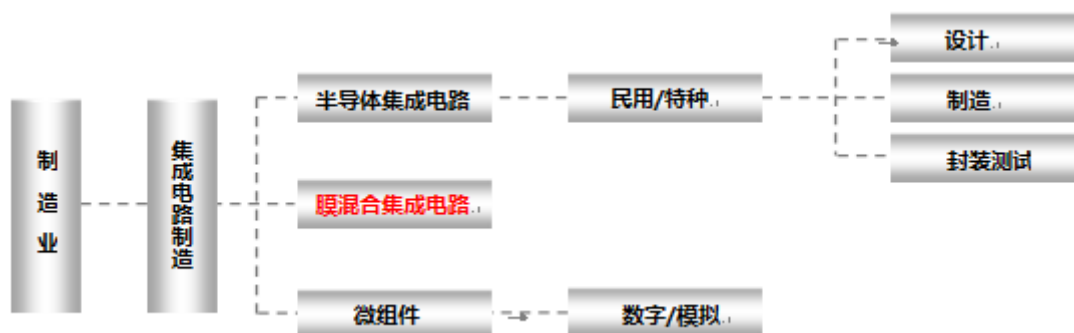 制造业
集成电路制造
半导体集成电路
民用/特种
设计
制造
封装测试
膜混合集成电路
微组件
数字/模拟